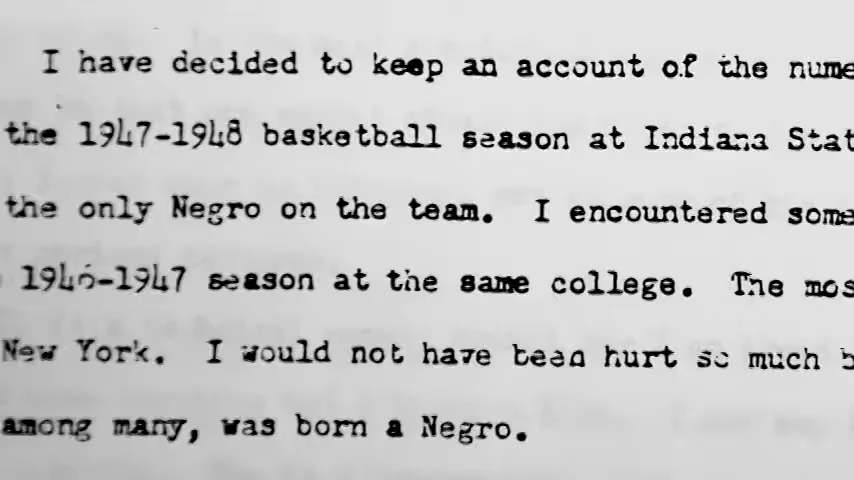 I have decided to keep an account of the nume
the 1947-1948 basketball season at Indiana Stat
the only Negro on the team. I encountered some
1946-1947 season at the same college. The mos
New York. I would not have been hurt so much b
among many, was born a Negro.